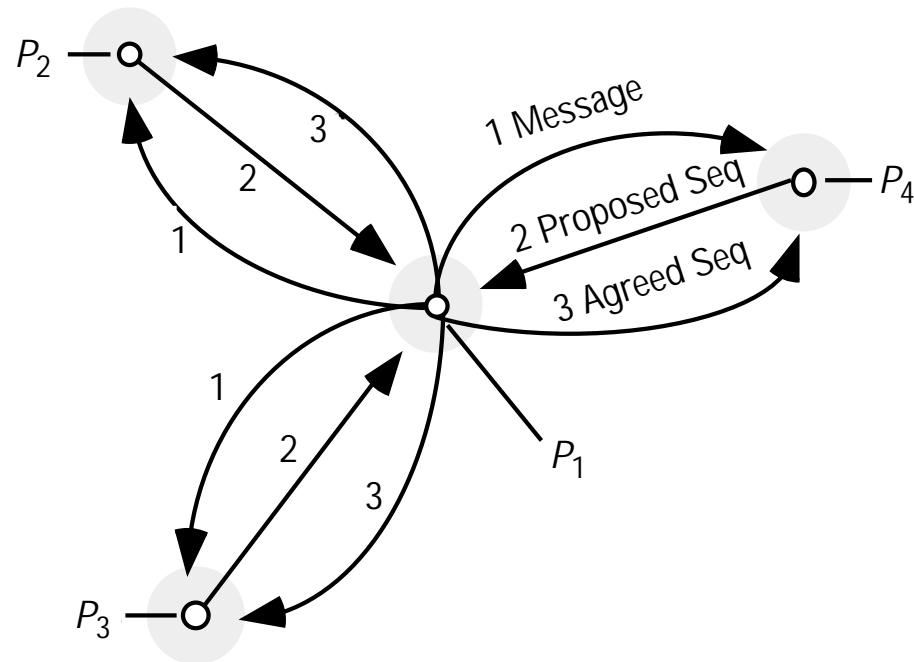 P2
3
1 Message
2
2 Proposed Seq
P4
1
3 Agreed Seq
1
2
P1
3
P3